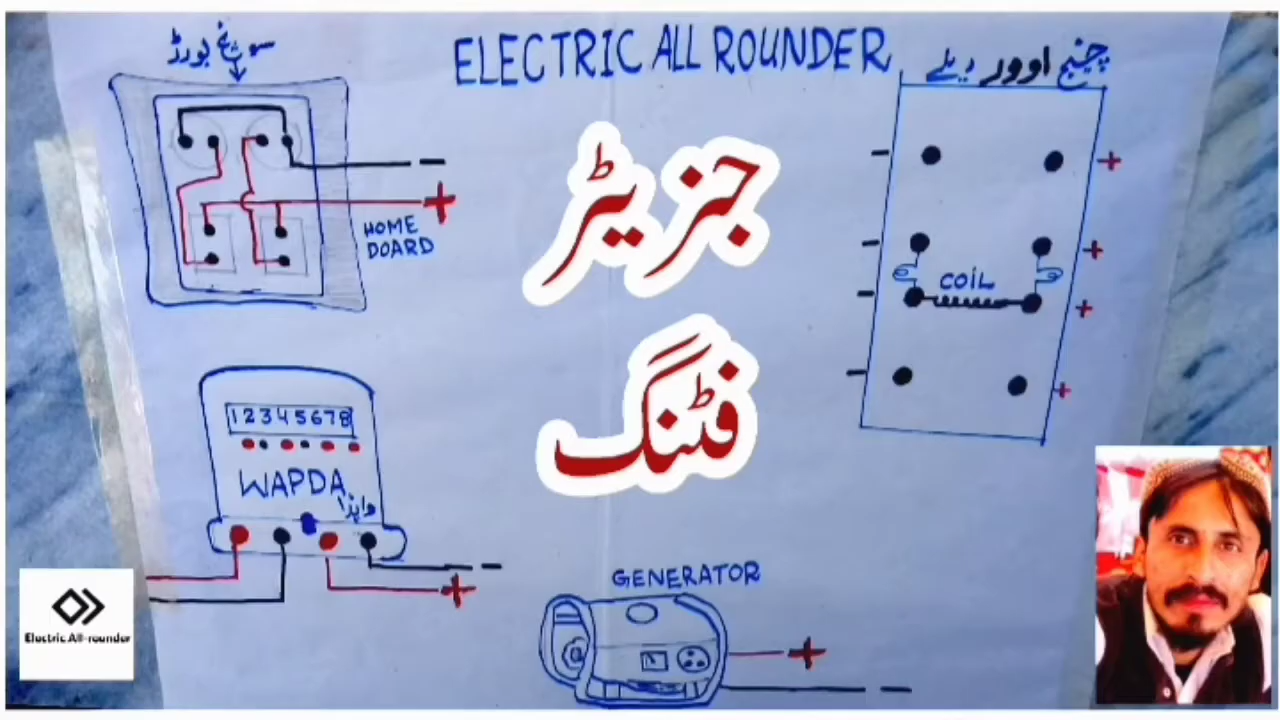 سوئچ بورڈ
ELECTRIC ALL ROUNDER
چینج اوور ریلے
جنریٹر
فٹنگ
HOME
DOARD
COIL
12345678
WAPDA
واپڈا
GENERATOR
Electric All-rounder